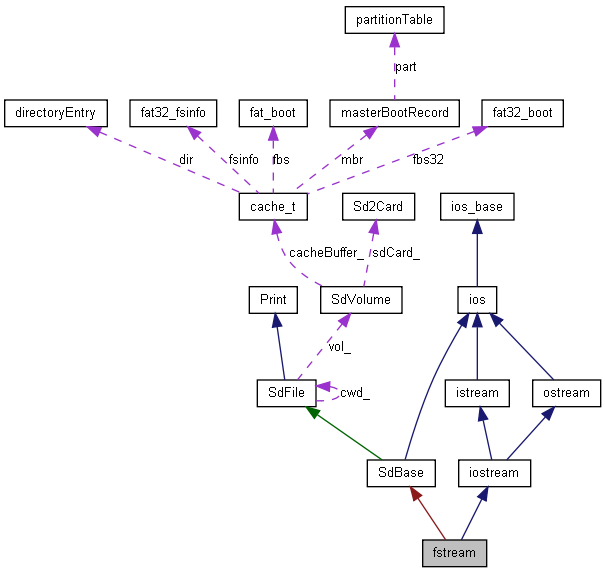 partitionTable
part
directoryEntry
fat32_fsinfo
fat_boot
masterBootRecord
fat32_boot
dir
fsinfo
fbs
mbr
fbs32
cache_t
Sd2Card
ios_base
cacheBuffer_
sdCard_
Print
SdVolume
ios
vol_
SdFile
cwd_
istream
ostream
SdBase
iostream
fstream